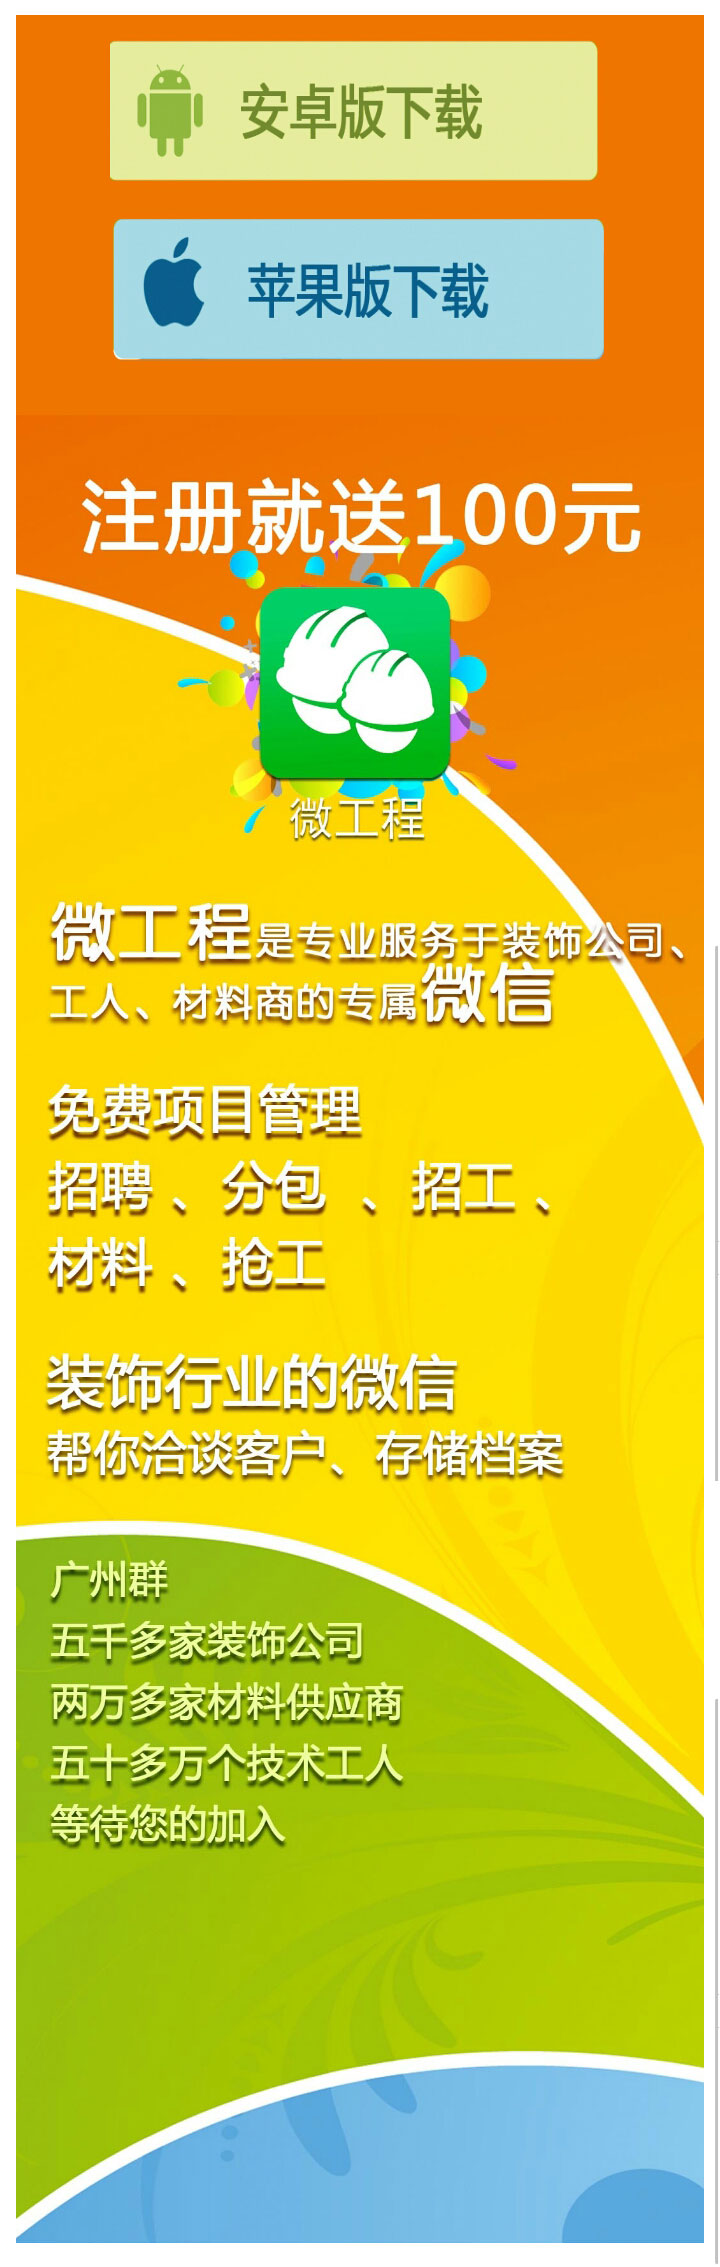 安卓版下载
苹果版下载
注册就送100元
微工程
微工程是专业服务于装饰公司、
工人、材料商的专属微信
免费项目管理
招聘 、分包 、招工 、
材料 、抢工
装饰行业的微信
帮你洽谈客户、存储档案
广州群
五千多家装饰公司
两万多家材料供应商
五十多万个技术工人
等待您的加入